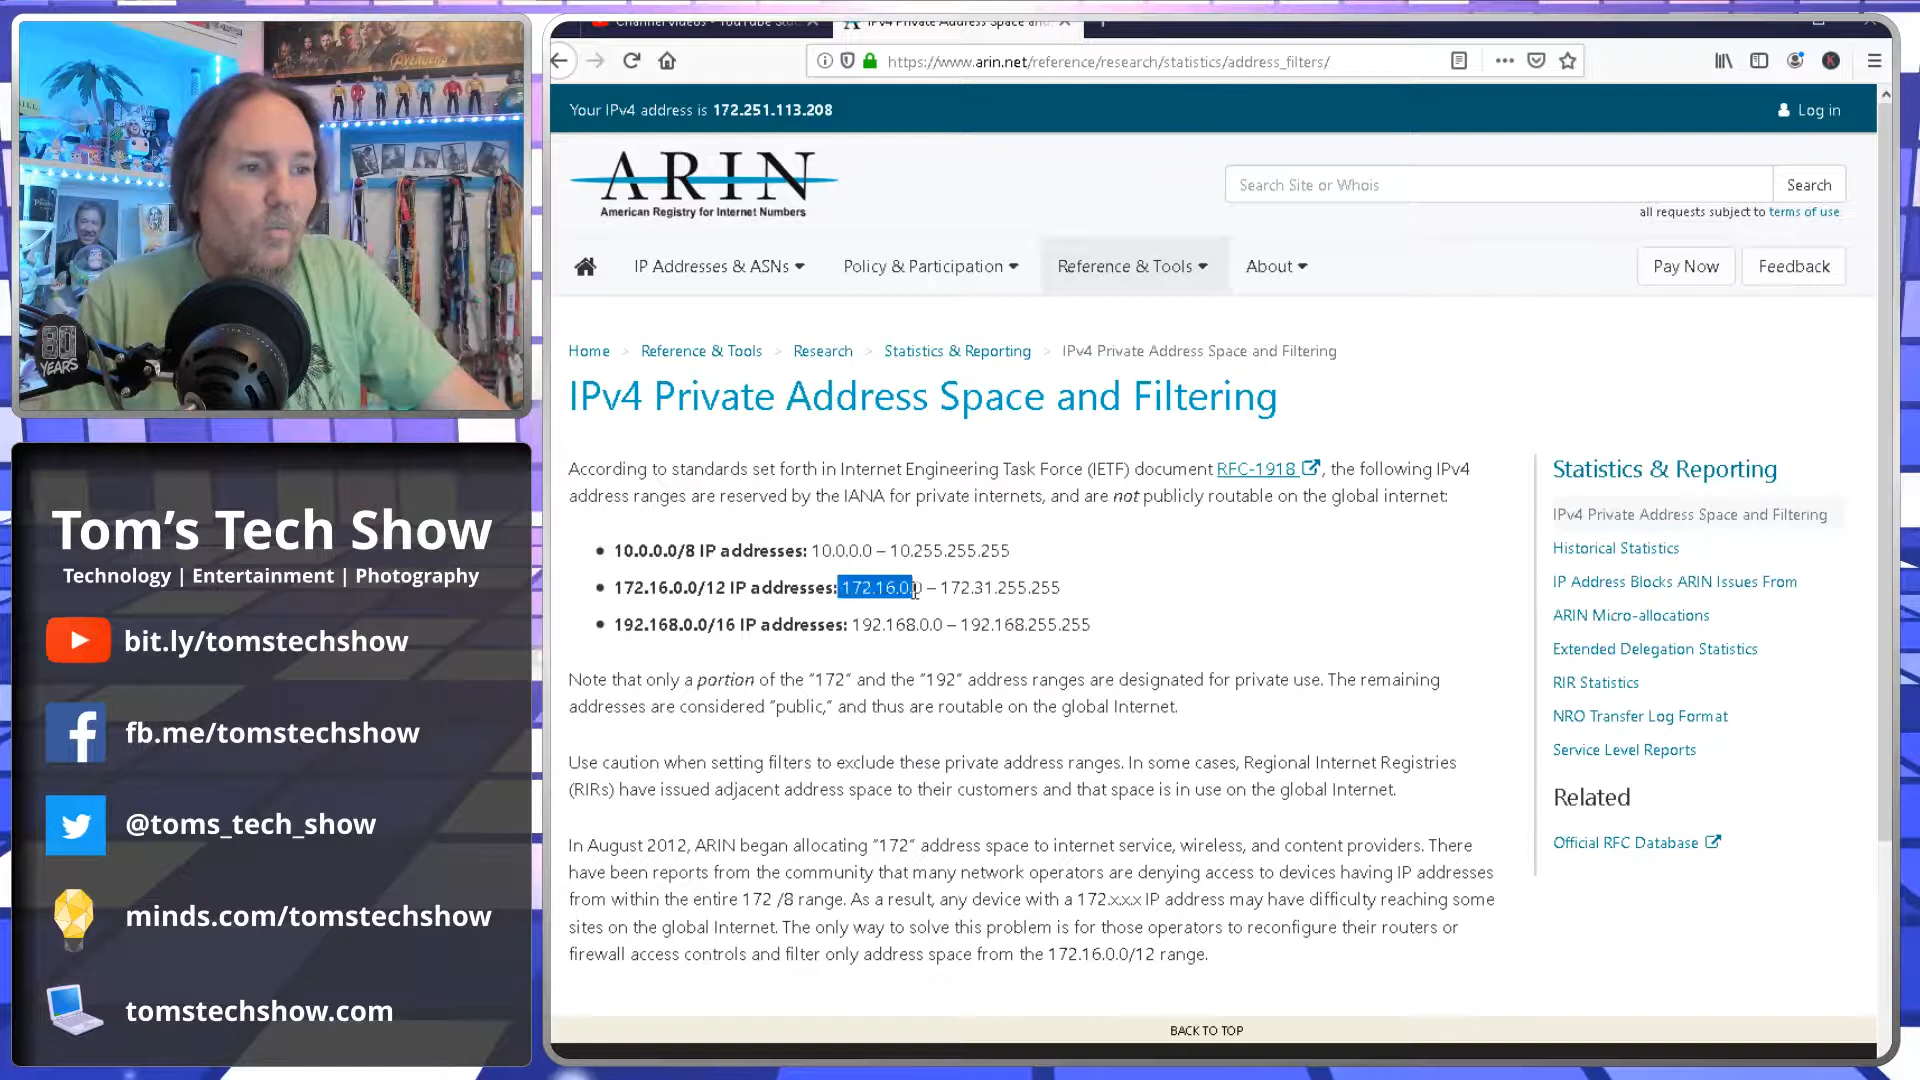 Channel videos - YouTube Stu
IPv4 Private Address Space and
https://www.arin.net/reference/research/statistics/address_filters/
K
Your IPv4 address is 172.251.113.208
Log in
ARIN
American Registry for Internet Numbers
Search Site or Whois
Search
all requests subject to terms of use
IP Addresses & ASNs
Policy & Participation
Reference & Tools
About
Pay Now
Feedback
Home > Reference & Tools > Research > Statistics & Reporting > IPv4 Private Address Space and Filtering
IPv4 Private Address Space and Filtering
According to standards set forth in Internet Engineering Task Force (IETF) document RFC-1918, the following IPv4
address ranges are reserved by the IANA for private internets, and are not publicly routable on the global internet:
• 10.0.0.0/8 IP addresses: 10.0.0.0 – 10.255.255.255
• 172.16.0.0/12 IP addresses: 172.16.0.0 – 172.31.255.255
• 192.168.0.0/16 IP addresses: 192.168.0.0 – 192.168.255.255
Note that only a portion of the "172" and the "192" address ranges are designated for private use. The remaining
addresses are considered "public," and thus are routable on the global Internet.
Use caution when setting filters to exclude these private address ranges. In some cases, Regional Internet Registries
(RIRs) have issued adjacent address space to their customers and that space is in use on the global Internet.
In August 2012, ARIN began allocating "172" address space to internet service, wireless, and content providers. There
have been reports from the community that many network operators are denying access to devices having IP addresses
from within the entire 172 /8 range. As a result, any device with a 172.x.x.x IP address may have difficulty reaching some
sites on the global Internet. The only way to solve this problem is for those operators to reconfigure their routers or
firewall access controls and filter only address space from the 172.16.0.0/12 range.
Statistics & Reporting
IPv4 Private Address Space and Filtering
Historical Statistics
IP Address Blocks ARIN Issues From
ARIN Micro-allocations
Extended Delegation Statistics
RIR Statistics
NRO Transfer Log Format
Service Level Reports
Related
Official RFC Database
BACK TO TOP
AVENGERS
80
YEARS
Tom's Tech Show
Technology | Entertainment | Photography
bit.ly/tomstechshow
fb.me/tomstechshow
@toms_tech_show
minds.com/tomstechshow
tomstechshow.com